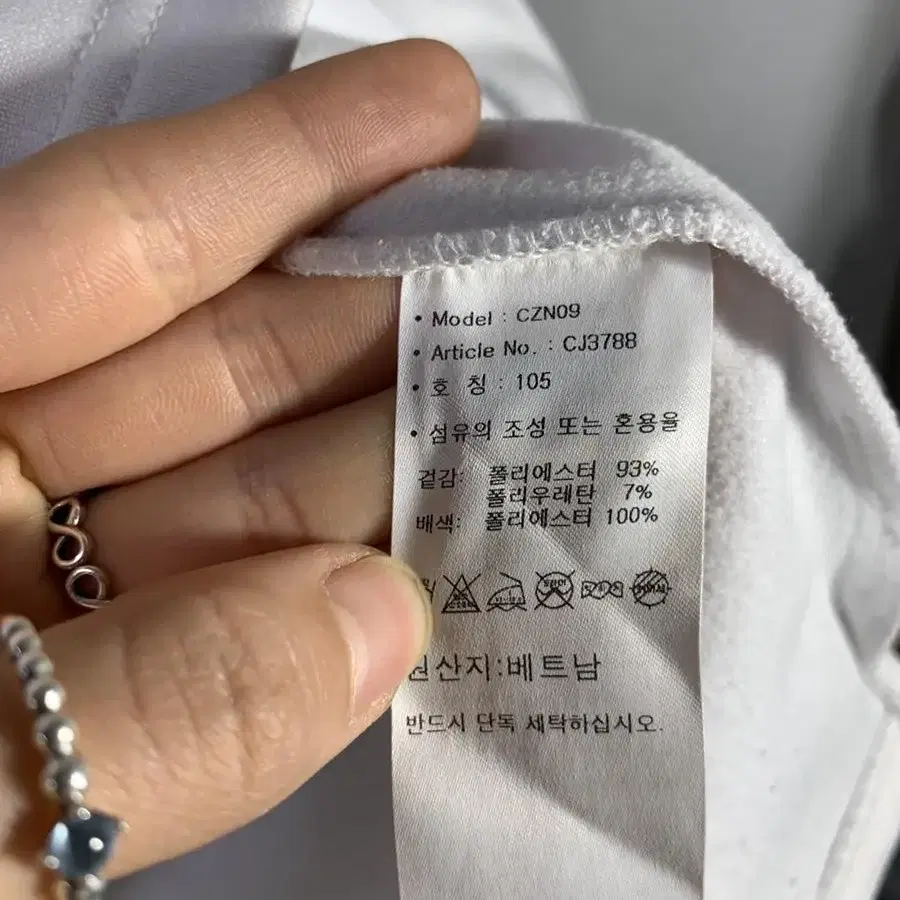 • Model : CZN09
• Article No. : CJ3788
• 호 칭 : 105
• 섬유의 조성 또는 혼용율
겉감: 폴리에스터 93%
폴리우레탄 7%
배색: 폴리에스터 100%
원산지:베트남
반드시 단독 세탁하십시오.